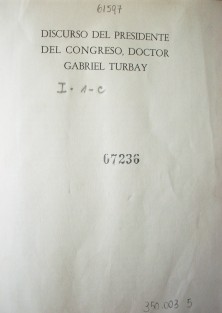 61597
DISCURSO DEL PRESIDENTE
DEL CONGRESO, DOCTOR
GABRIEL TURBAY
I • 1-C
67236
350.003 5